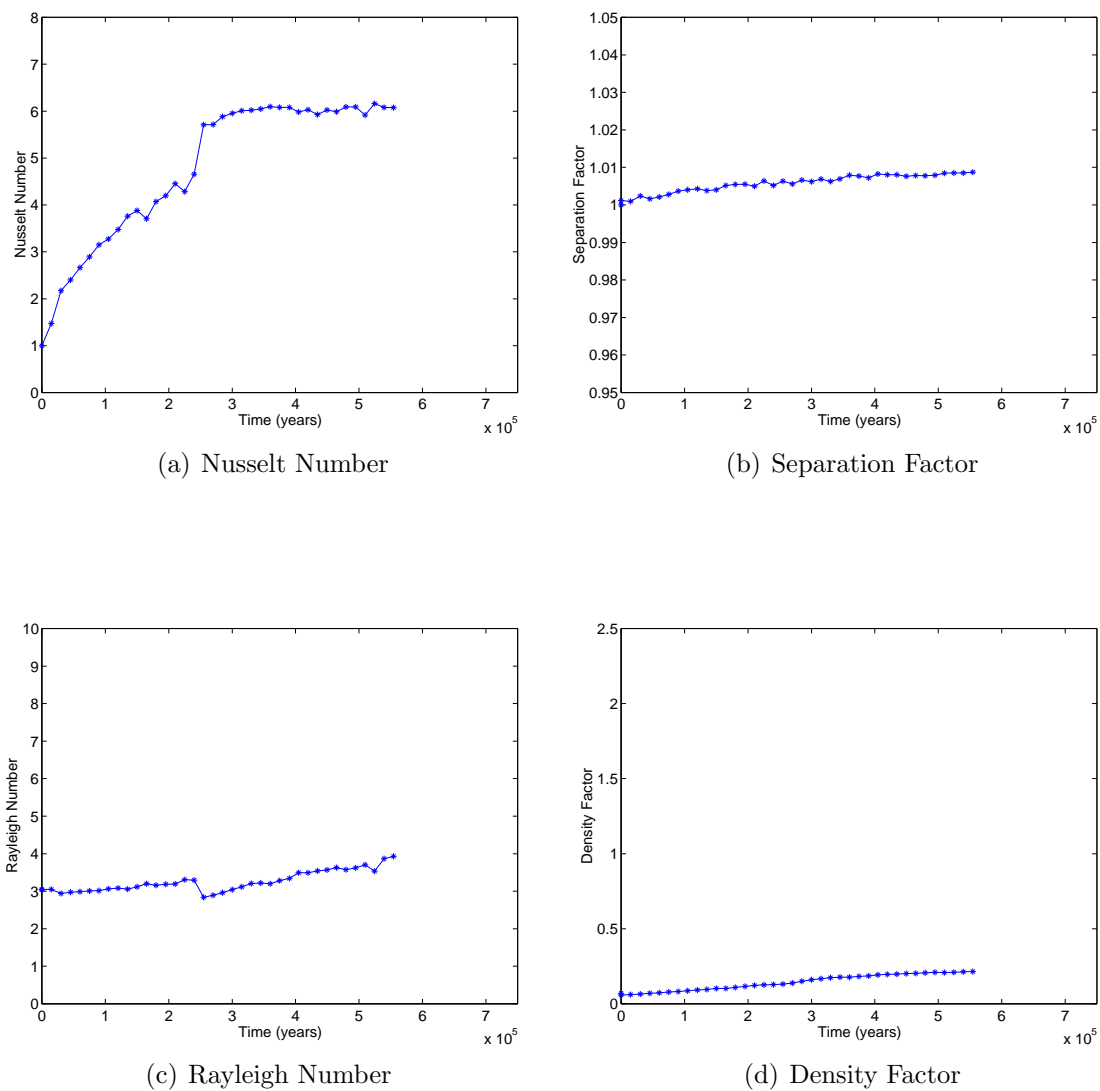 8
7
6
5
4
3
2
1
0
Nusselt Number
0 1 2 3 4 5 6 7
Time (years)
x 10^5
(a) Nusselt Number
1.05
1.04
1.03
1.02
1.01
1
0.99
0.98
0.97
0.96
0.95
Separation Factor
0 1 2 3 4 5 6 7
Time (years)
x 10^5
(b) Separation Factor
10
9
8
7
6
5
4
3
2
1
0
Rayleigh Number
0 1 2 3 4 5 6 7
Time (years)
x 10^5
(c) Rayleigh Number
2.5
2
1.5
1
0.5
0
Density Factor
0 1 2 3 4 5 6 7
Time (years)
x 10^5
(d) Density Factor